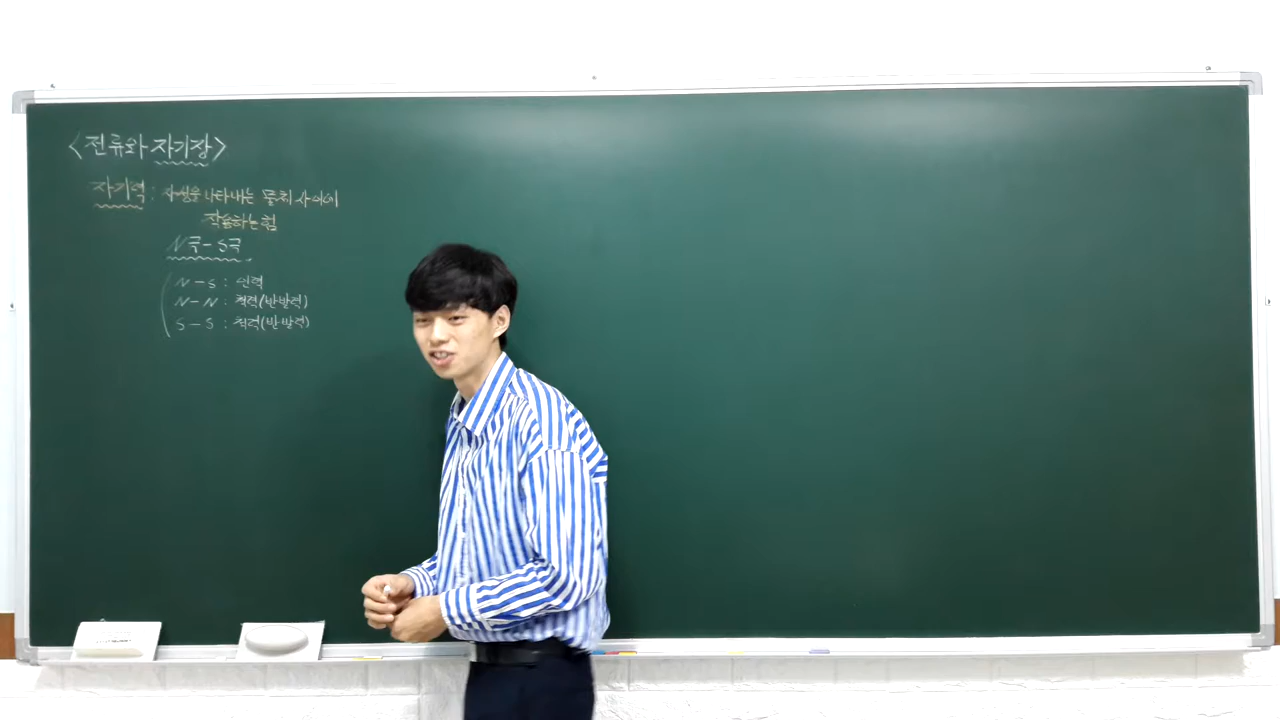 <전류와 자기장>
자기력 : 자성을 나타내는 물체 사이에
작용하는 힘
N극 - S극
N - S : 인력
N - N : 척력(반발력)
S - S : 척력(반발력)